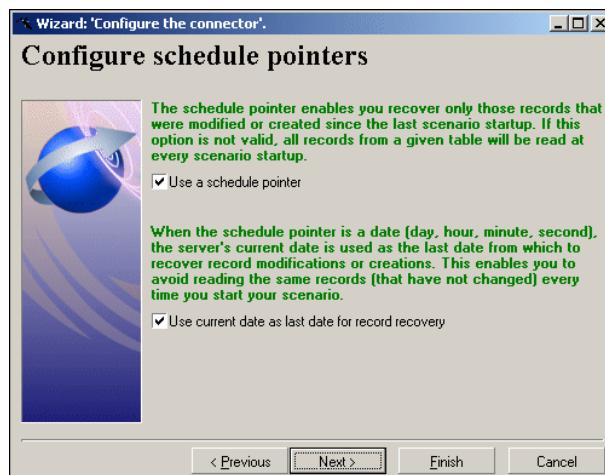 Wizard: 'Configure the connector'.
Configure schedule pointers
The schedule pointer enables you recover only those records that
were modified or created since the last scenario startup. If this
option is not valid, all records from a given table will be read at
every scenario startup.
Use a schedule pointer
When the schedule pointer is a date (day, hour, minute, second),
the server's current date is used as the last date from which to
recover record modifications or creations. This enables you to
avoid reading the same records (that have not changed) every
time you start your scenario.
Use current date as last date for record recovery
< Previous Next > Finish Cancel